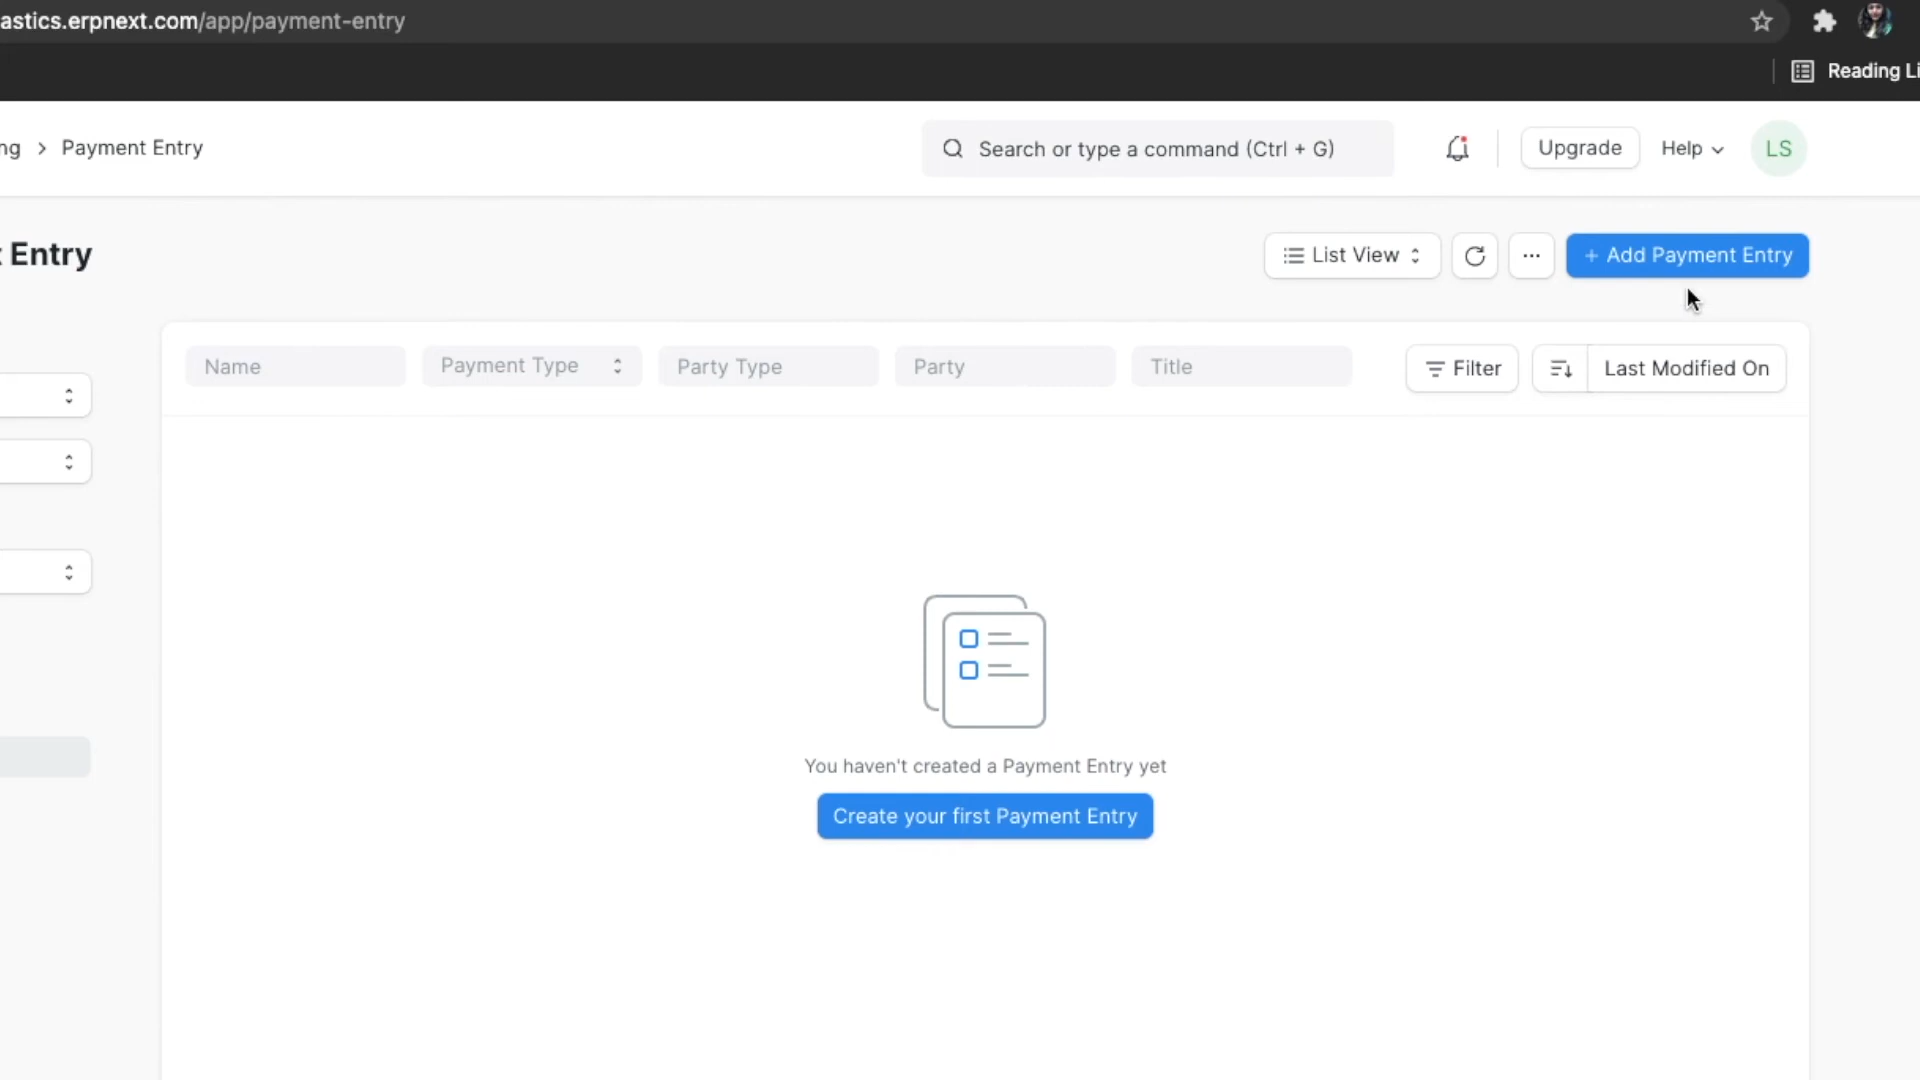 astics.erpnext.com/app/payment-entry
Reading Li
ng > Payment Entry
Search or type a command (Ctrl + G)
Upgrade
Help
LS
t Entry
List View
...
+ Add Payment Entry
Name
Payment Type
Party Type
Party
Title
Filter
Last Modified On
You haven't created a Payment Entry yet
Create your first Payment Entry